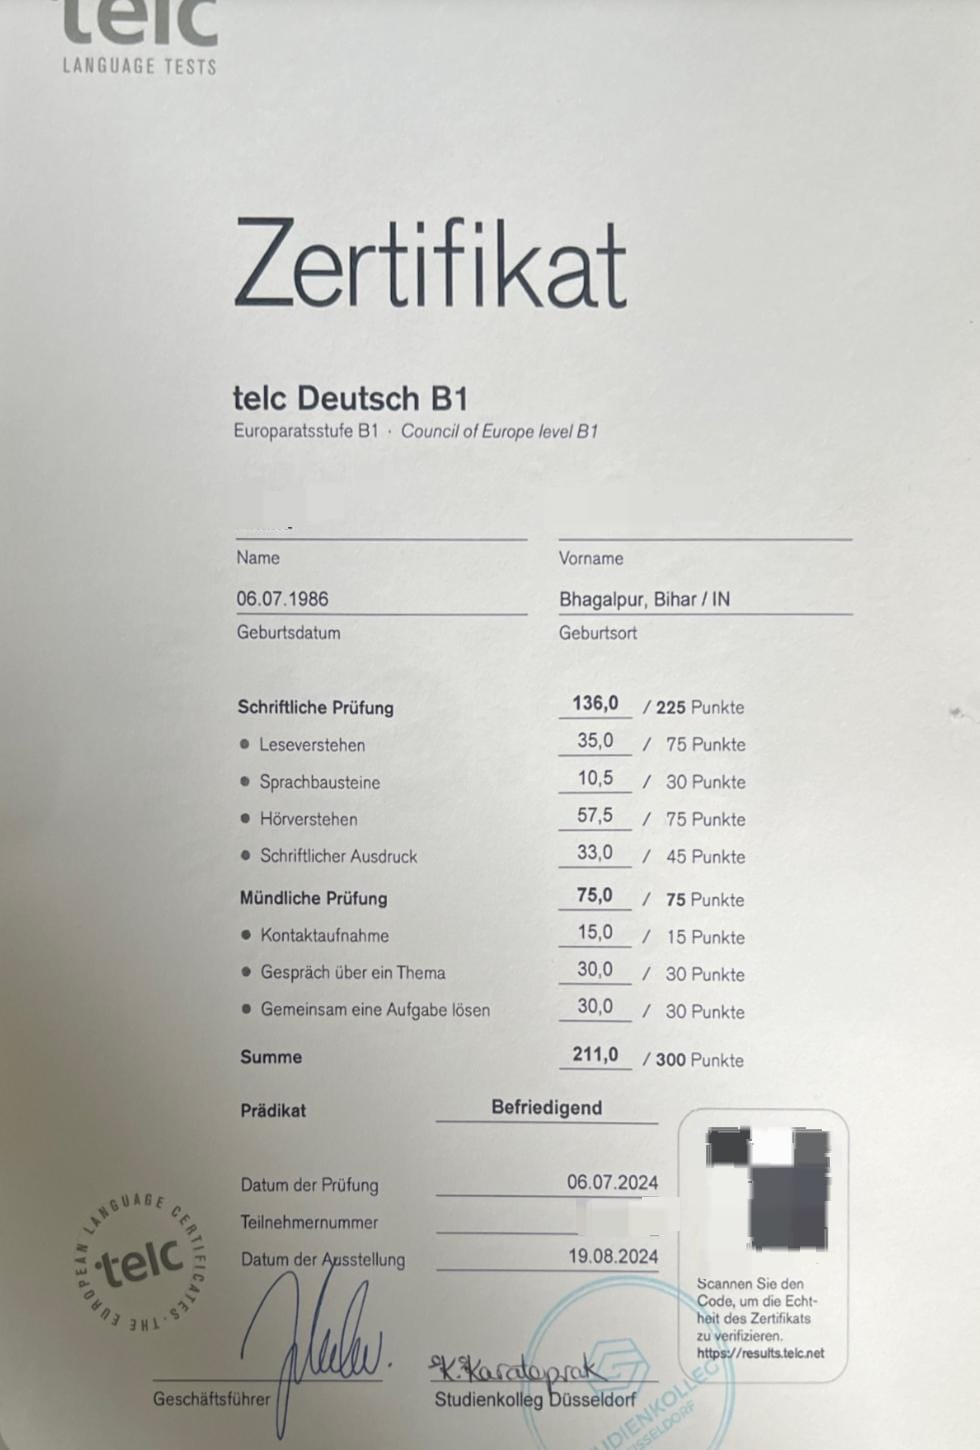 telc
LANGUAGE TESTS
Zertifikat
telc Deutsch B1
Europaratsstufe B1 · Council of Europe level B1
Name Vorname
06.07.1986 Bhagalpur, Bihar / IN
Geburtsdatum Geburtsort
Schriftliche Prüfung 136,0 / 225 Punkte
• Leseverstehen 35,0 / 75 Punkte
• Sprachbausteine 10,5 / 30 Punkte
• Hörverstehen 57,5 / 75 Punkte
• Schriftlicher Ausdruck 33,0 / 45 Punkte
Mündliche Prüfung 75,0 / 75 Punkte
• Kontaktaufnahme 15,0 / 15 Punkte
• Gespräch über ein Thema 30,0 / 30 Punkte
• Gemeinsam eine Aufgabe lösen 30,0 / 30 Punkte
Summe 211,0 / 300 Punkte
Prädikat Befriedigend
Datum der Prüfung 06.07.2024
Teilnehmernummer
Datum der Ausstellung 19.08.2024
telc
THE EUROPEAN LANGUAGE CERTIFICATES
Scannen Sie den
Code, um die Echt-
heit des Zertifikats
zu verifizieren.
https://results.telc.net
K. Karatoprak
Geschäftsführer Studienkolleg Düsseldorf
UDIENKOLLEG
SSELDORF